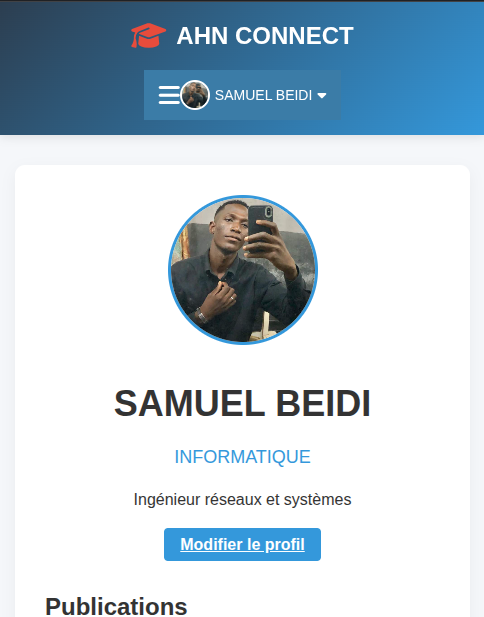 AHN CONNECT
SAMUEL BEIDI
SAMUEL BEIDI
INFORMATIQUE
Ingénieur réseaux et systèmes
Modifier le profil
Publications